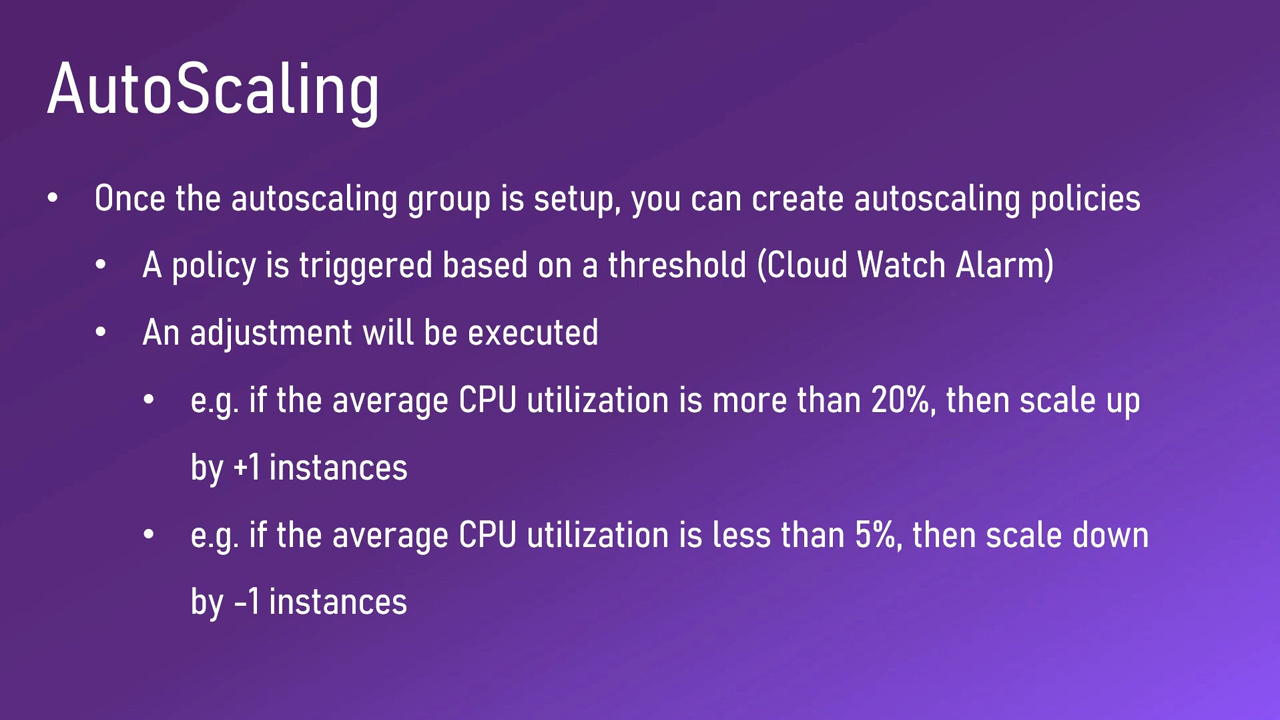 AutoScaling
• Once the autoscaling group is setup, you can create autoscaling policies
• A policy is triggered based on a threshold (Cloud Watch Alarm)
• An adjustment will be executed
• e.g. if the average CPU utilization is more than 20%, then scale up
by +1 instances
• e.g. if the average CPU utilization is less than 5%, then scale down
by -1 instances